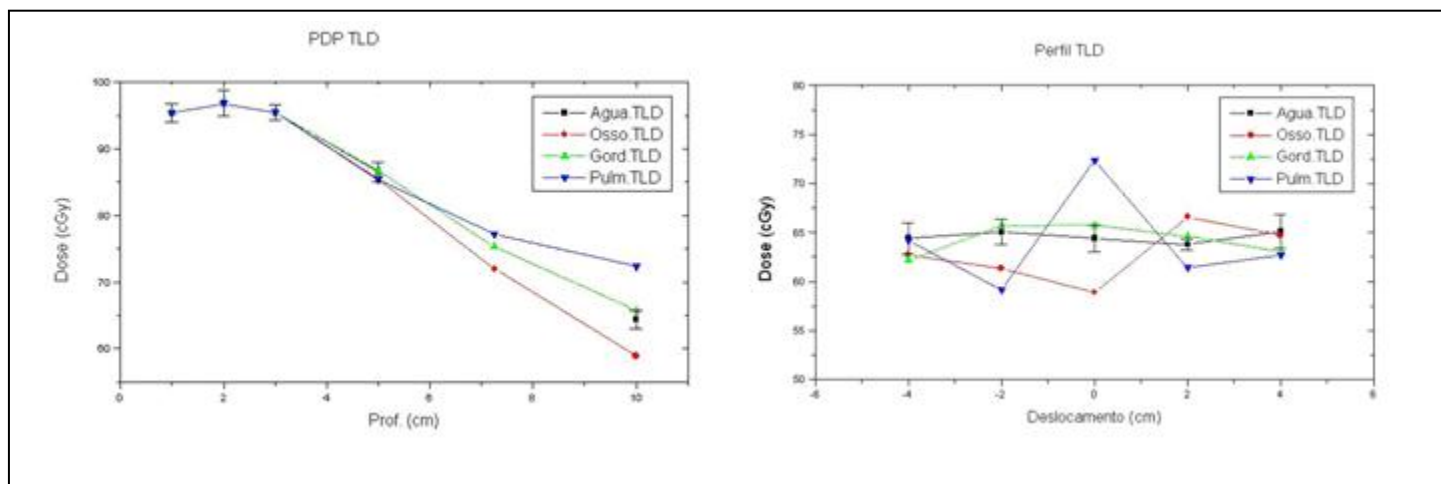 PDP TLD
100
90
80
70
60
Dose (cGy)
0
2
4
6
8
10
Prof. (cm)
Agua.TLD
Osso.TLD
Gord.TLD
Pulm.TLD
Perfil TLD
80
75
70
65
60
55
50
Dose (cGy)
-6
-4
-2
0
2
4
6
Deslocamento (cm)
Agua.TLD
Osso.TLD
Gord.TLD
Pulm.TLD